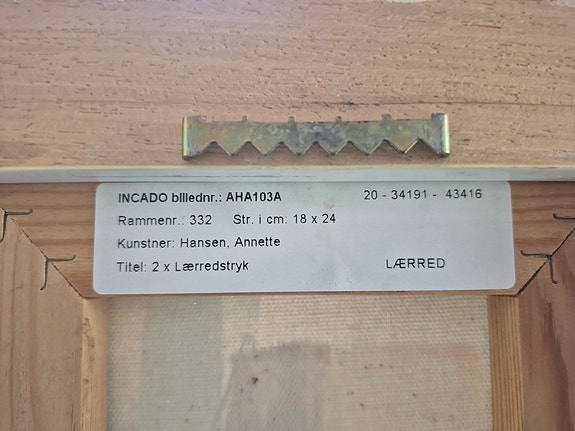 INCADO billednr.: AHA103A 20 - 34191 - 43416
Rammenr.: 332 Str. i cm: 18 x 24
Kunstner: Hansen, Annette
Titel: 2 x Lærredstryk LÆRRED